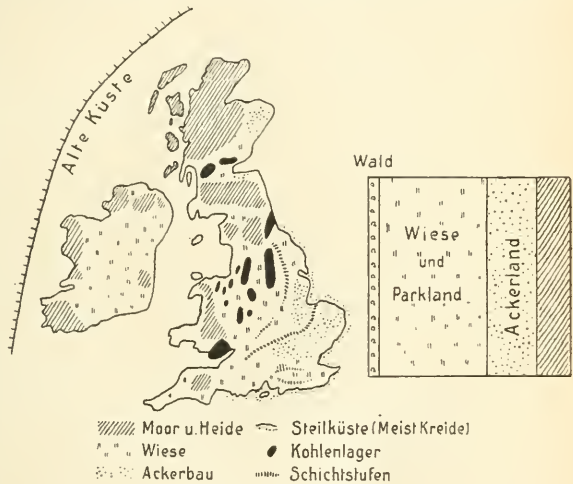 Alte Küste
Wald
Wiese
und
Parkland
Ackerland
Moor u. Heide
Wiese
Ackerbau
Steilküste (Meist Kreide)
Kohlenlager
Schichtstufen